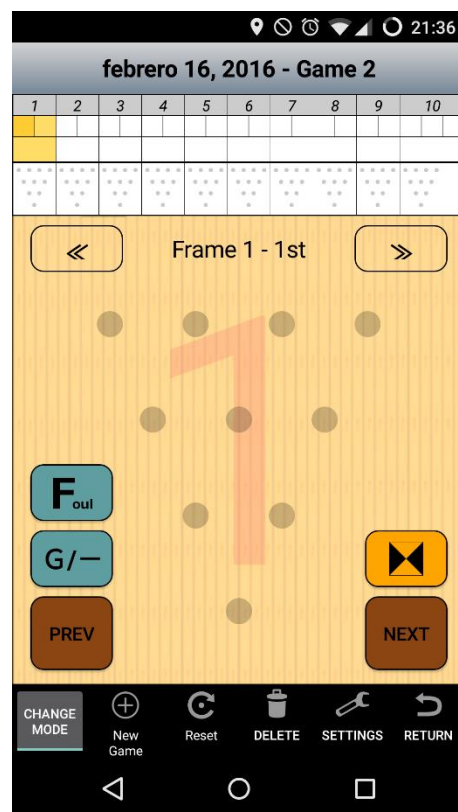 21:36
febrero 16, 2016 - Game 2
1 2 3 4 5 6 7 8 9 10
≪ Frame 1 - 1st ≫
1
Foul
G/−
PREV NEXT
CHANGE MODE
New Game
Reset
DELETE
SETTINGS
RETURN